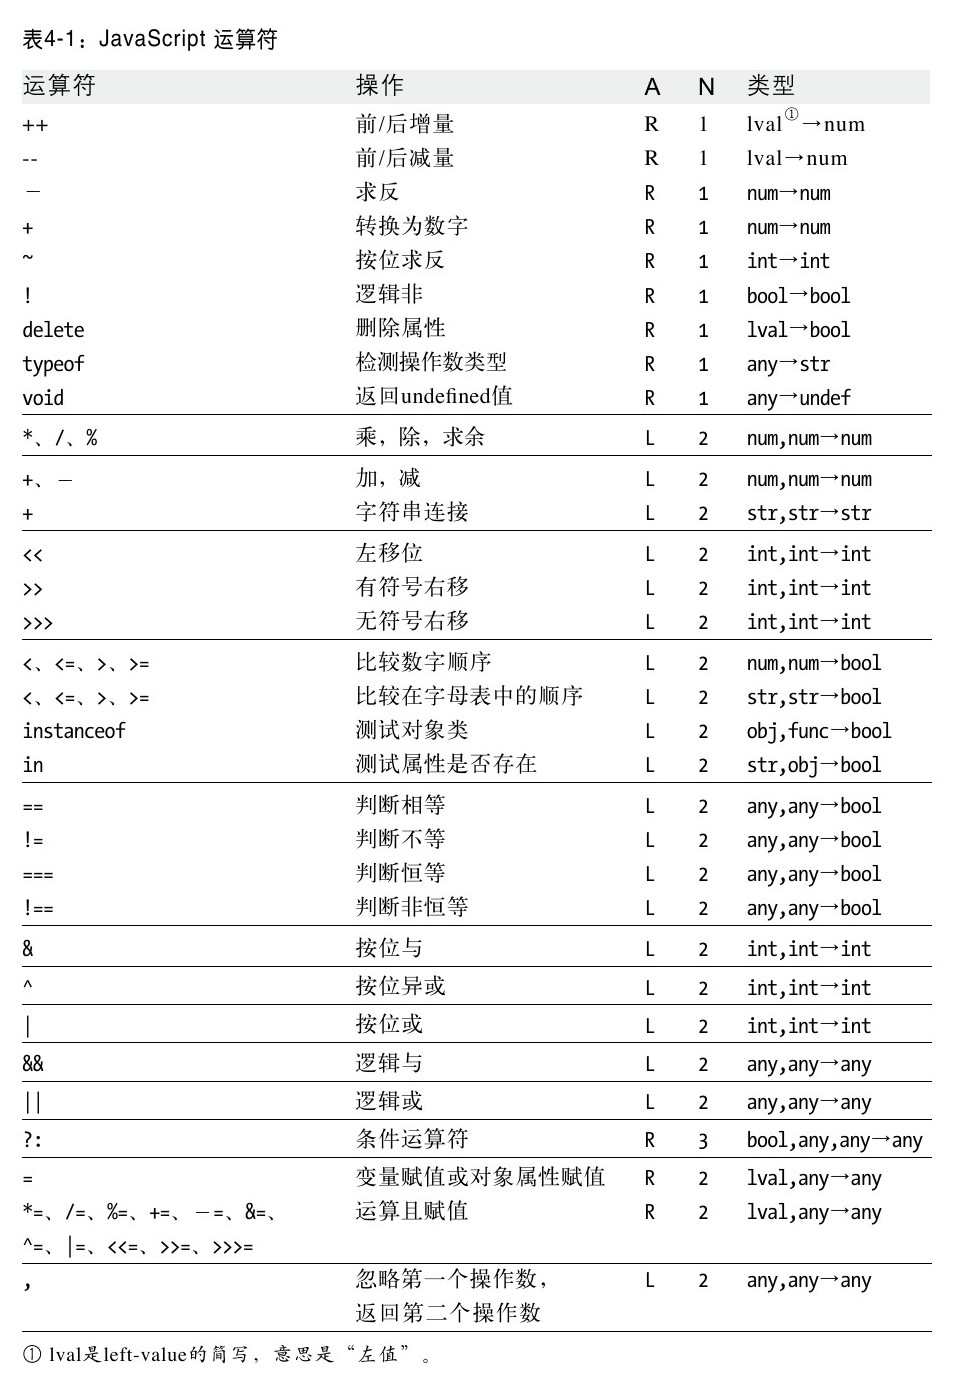 表4-1：JavaScript 运算符
运算符 操作 A N 类型
++ 前/后增量 R 1 lval①→num
-- 前/后减量 R 1 lval→num
－ 求反 R 1 num→num
+ 转换为数字 R 1 num→num
~ 按位求反 R 1 int→int
! 逻辑非 R 1 bool→bool
delete 删除属性 R 1 lval→bool
typeof 检测操作数类型 R 1 any→str
void 返回undefined值 R 1 any→undef
*、/、% 乘，除，求余 L 2 num,num→num
+、－ 加，减 L 2 num,num→num
+ 字符串连接 L 2 str,str→str
<< 左移位 L 2 int,int→int
>> 有符号右移 L 2 int,int→int
>>> 无符号右移 L 2 int,int→int
<、<=、>、>= 比较数字顺序 L 2 num,num→bool
<、<=、>、>= 比较在字母表中的顺序 L 2 str,str→bool
instanceof 测试对象类 L 2 obj,func→bool
in 测试属性是否存在 L 2 str,obj→bool
== 判断相等 L 2 any,any→bool
!= 判断不等 L 2 any,any→bool
=== 判断恒等 L 2 any,any→bool
!== 判断非恒等 L 2 any,any→bool
& 按位与 L 2 int,int→int
^ 按位异或 L 2 int,int→int
| 按位或 L 2 int,int→int
&& 逻辑与 L 2 any,any→any
|| 逻辑或 L 2 any,any→any
?: 条件运算符 R 3 bool,any,any→any
= 变量赋值或对象属性赋值 R 2 lval,any→any
*=、/=、%=、+=、－=、&=、 运算且赋值 R 2 lval,any→any
^=、|=、<<=、>>=、>>>=
, 忽略第一个操作数， L 2 any,any→any
返回第二个操作数
① lval是left-value的简写，意思是“左值”。